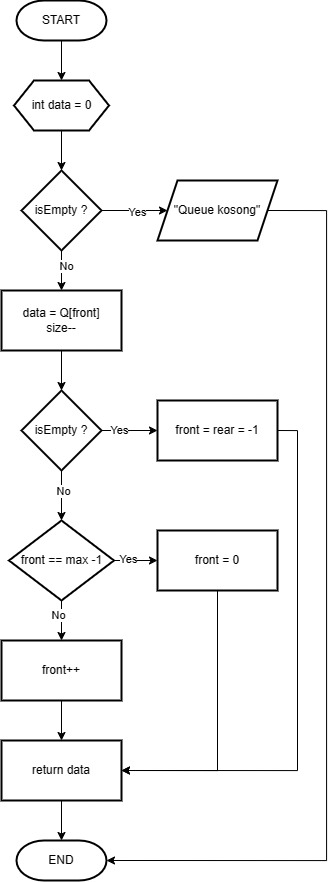 START
int data = 0
isEmpty ?
Yes
"Queue kosong"
No
data = Q[front]
size--
isEmpty ?
Yes
front = rear = -1
No
front == max -1
Yes
front = 0
No
front++
return data
END